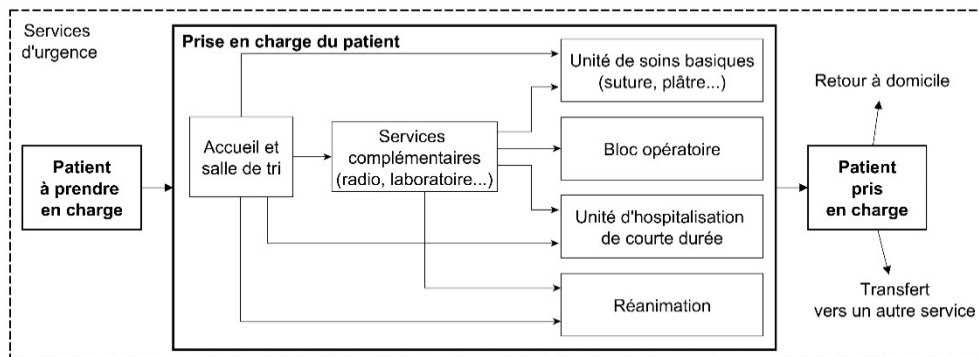 Services
d'urgence
Prise en charge du patient
Patient
à prendre
en charge
Accueil et
salle de tri
Services
complémentaires
(radio, laboratoire...)
Unité de soins basiques
(suture, plâtre...)
Bloc opératoire
Unité d'hospitalisation
de courte durée
Réanimation
Patient
pris
en charge
Retour à domicile
Transfert
vers un autre service